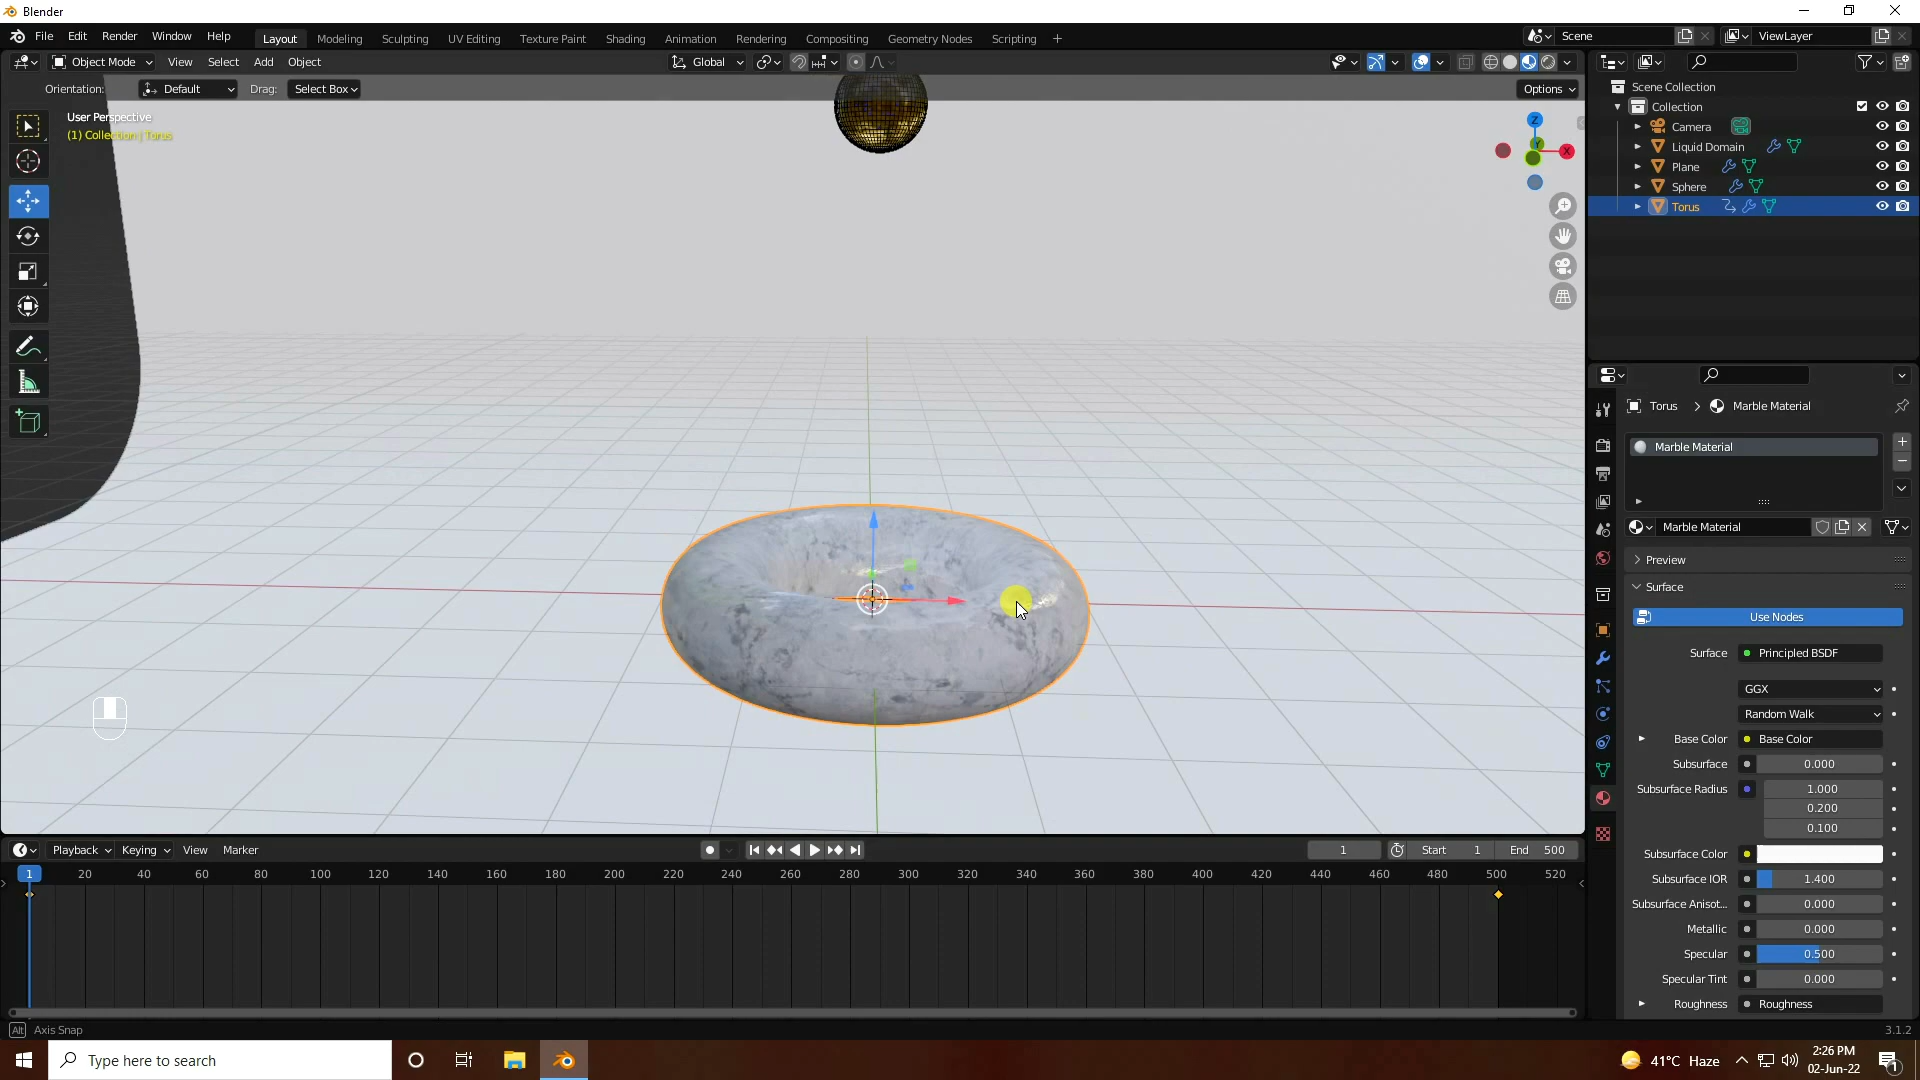 Blender
File Edit Render Window Help
Layout Modeling Sculpting UV Editing Texture Paint Shading Animation Rendering Compositing Geometry Nodes Scripting +
Scene
ViewLayer
Object Mode View Select Add Object
Global
Orientation: Default Drag: Select Box
Options
User Perspective
(1) Collection | Torus
Z
Y
X
Scene Collection
Collection
Camera
Liquid Domain
Plane
Sphere
Torus
Torus > Marble Material
Marble Material
Marble Material
Preview
Surface
Use Nodes
Surface Principled BSDF
GGX
Random Walk
Base Color Base Color
Subsurface 0.000
Subsurface Radius 1.000
0.200
0.100
Subsurface Color
Subsurface IOR 1.400
Subsurface Anisot... 0.000
Metallic 0.000
Specular 0.500
Specular Tint 0.000
Roughness Roughness
Playback Keying View Marker
1 Start 1 End 500
1 20 40 60 80 100 120 140 160 180 200 220 240 260 280 300 320 340 360 380 400 420 440 460 480 500 520
Alt Axis Snap
3.1.2
Type here to search
41°C Haze
2:26 PM
02-Jun-22
1